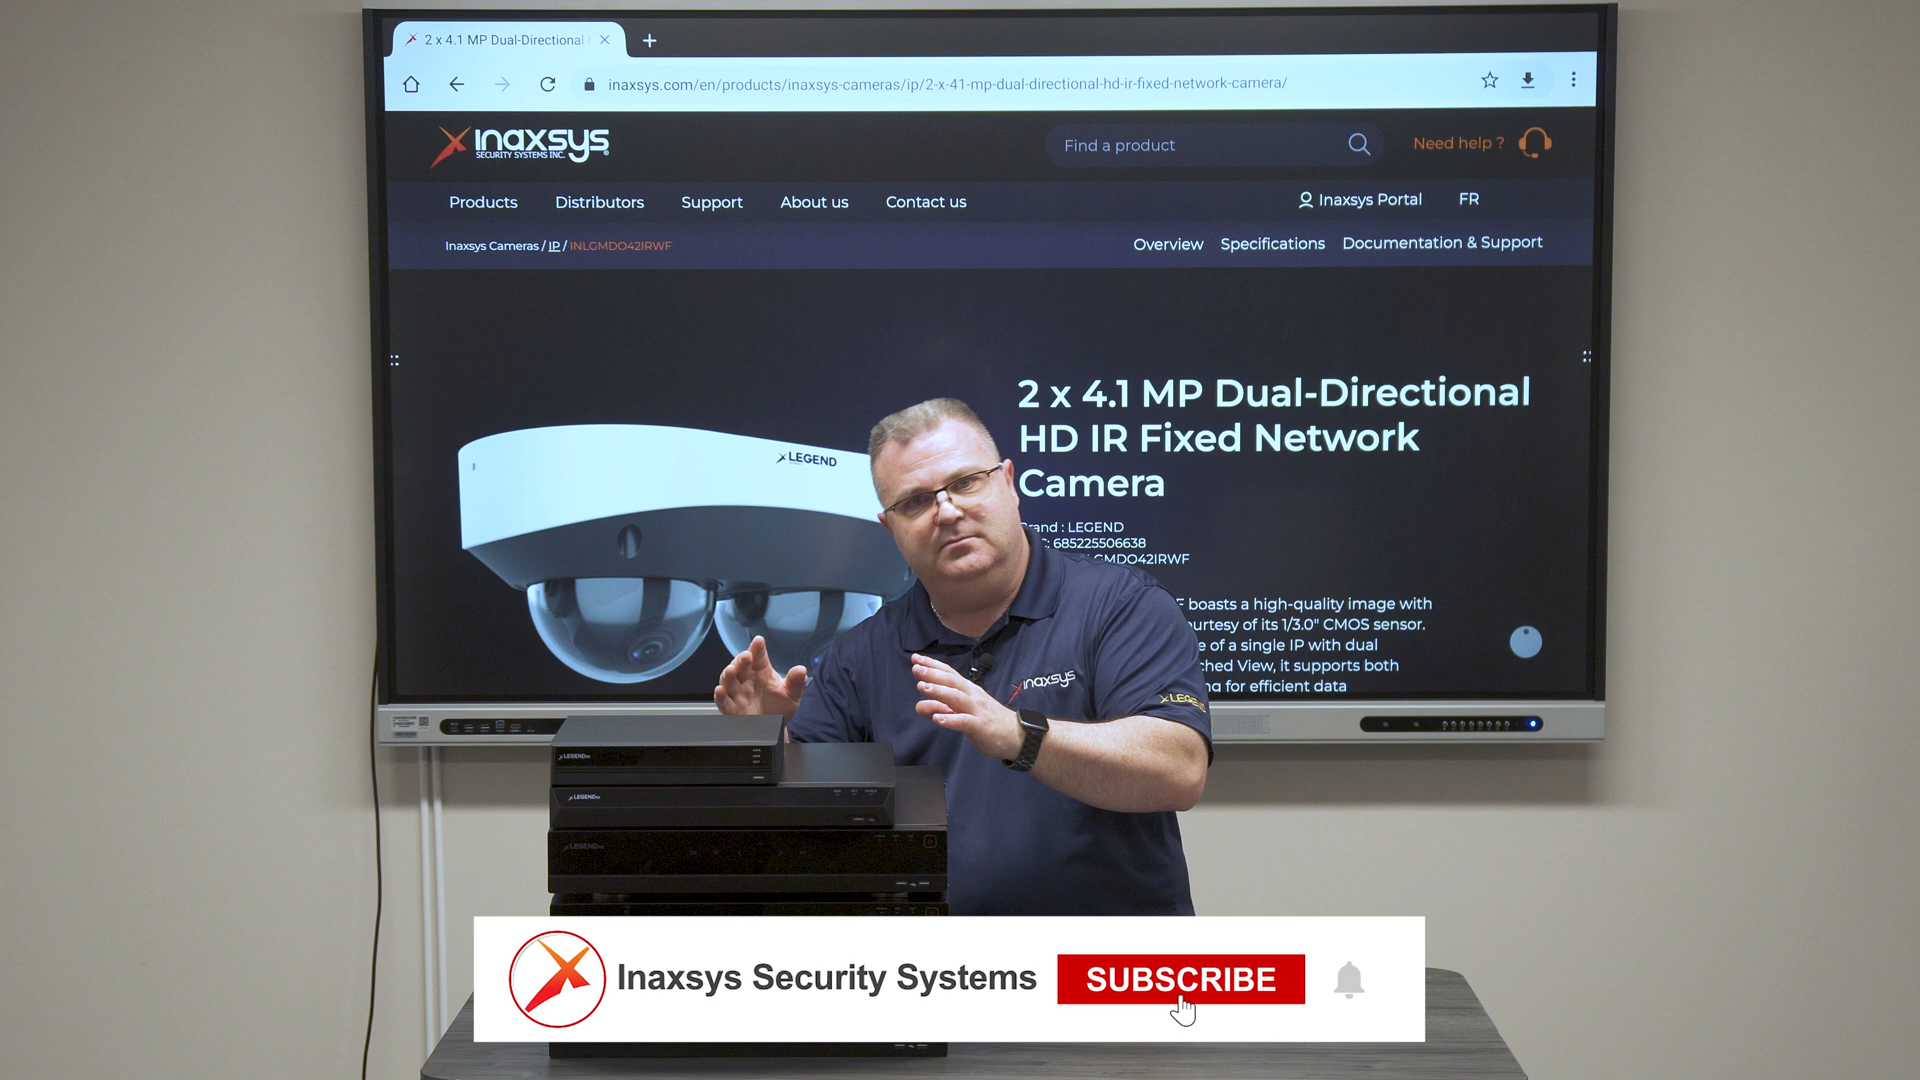 2 x 4.1 MP Dual-Directional
inaxsys.com/en/products/inaxsys-cameras/ip/2-x-41-mp-dual-directional-hd-ir-fixed-network-camera/
inaxsys
SECURITY SYSTEMS INC.
Find a product
Need help ?
Products
Distributors
Support
About us
Contact us
Inaxsys Portal
FR
Inaxsys Cameras / IP / INLGMDO42IRWF
Overview
Specifications
Documentation & Support
LEGEND
2 x 4.1 MP Dual-Directional
HD IR Fixed Network
Camera
Brand : LEGEND
685225506638
boasts a high-quality image with
of its 1/3.0" CMOS sensor.
of a single IP with dual
View, it supports both
for efficient data
inaxsys
LEGEND
LEGEND
LEGEND
Inaxsys Security Systems
SUBSCRIBE